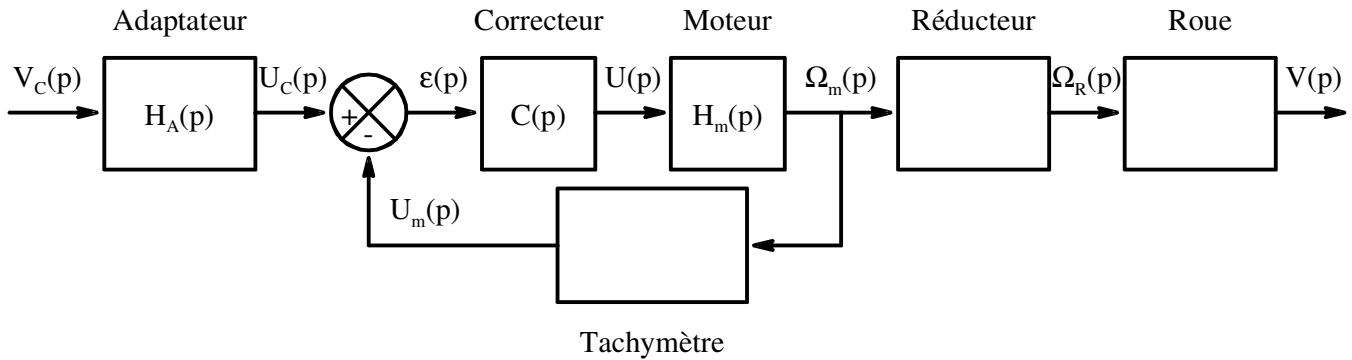 Adaptateur
Correcteur
Moteur
Réducteur
Roue
V_C(p)
H_A(p)
U_C(p)
+
-
ε(p)
C(p)
U(p)
H_m(p)
Ω_m(p)
Ω_R(p)
V(p)
U_m(p)
Tachymètre